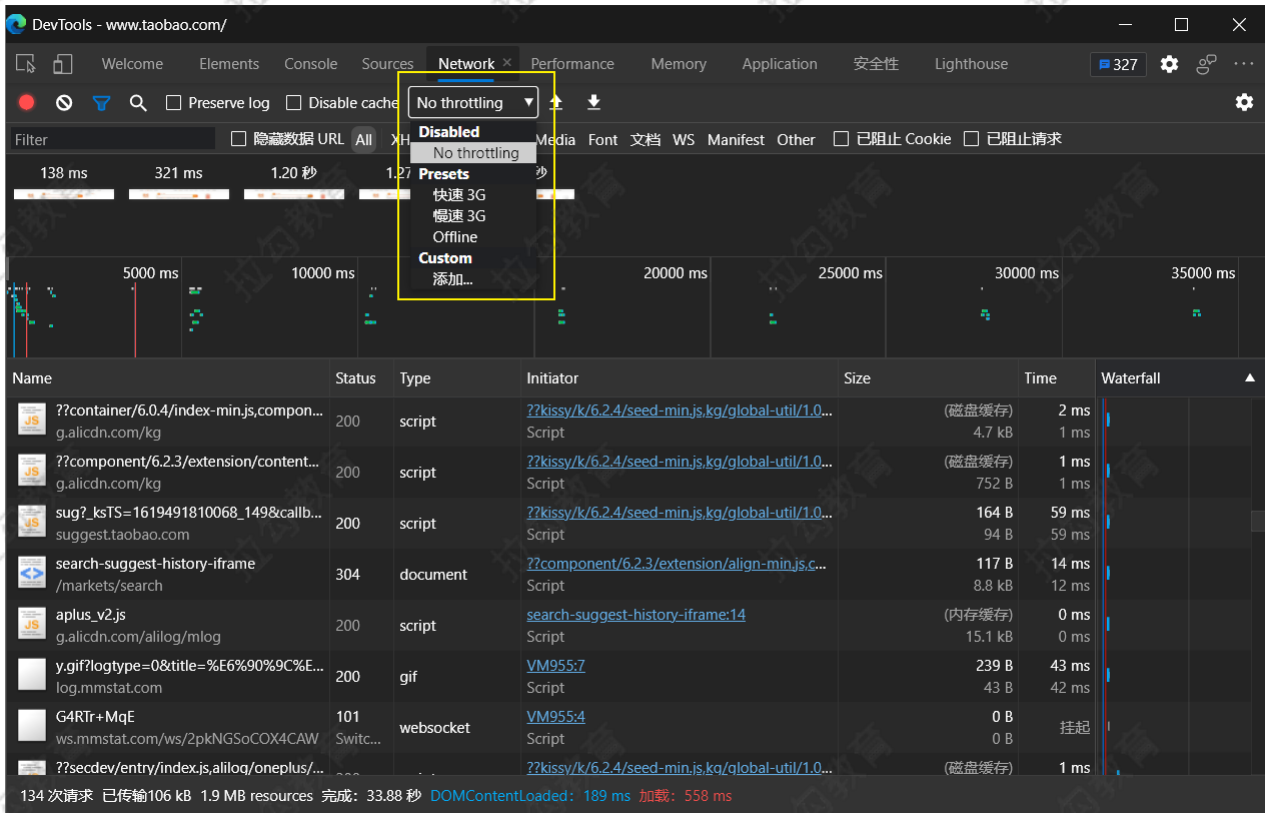 DevTools - www.taobao.com/
Welcome Elements Console Sources Network Performance Memory Application 安全性 Lighthouse 327
Preserve log Disable cache No throttling
Filter 隐藏数据 URL All XH Media Font 文档 WS Manifest Other 已阻止 Cookie 已阻止请求
Disabled
No throttling
Presets
快速 3G
慢速 3G
Offline
Custom
添加...
138 ms 321 ms 1.20 秒 1.27 秒
5000 ms 10000 ms 20000 ms 25000 ms 30000 ms 35000 ms
Name Status Type Initiator Size Time Waterfall
??container/6.0.4/index-min.js,compon... 200 script ??kissy/k/6.2.4/seed-min.js,kg/global-util/1.0... (磁盘缓存) 2 ms
g.alicdn.com/kg Script 4.7 kB 1 ms
??component/6.2.3/extension/content... 200 script ??kissy/k/6.2.4/seed-min.js,kg/global-util/1.0... (磁盘缓存) 1 ms
g.alicdn.com/kg Script 752 B 1 ms
sug?_ksTS=1619491810068_149&callb... 200 script ??kissy/k/6.2.4/seed-min.js,kg/global-util/1.0... 164 B 59 ms
suggest.taobao.com Script 94 B 59 ms
search-suggest-history-iframe 304 document ??component/6.2.3/extension/align-min.js,c... 117 B 14 ms
/markets/search Script 8.8 kB 12 ms
aplus_v2.js 200 script search-suggest-history-iframe:14 (内存缓存) 0 ms
g.alicdn.com/alilog/mlog Script 15.1 kB 0 ms
y.gif?logtype=0&title=%E6%90%9C%E... 200 gif VM955:7 239 B 43 ms
log.mmstat.com Script 43 B 42 ms
G4RTr+MqE 101 websocket VM955:4 0 B 挂起
ws.mmstat.com/ws/2pkNGSoCOX4CAW Switc... Script 0 B
??secdev/entry/index.js,alilog/oneplus/... ??kissy/k/6.2.4/seed-min.js,kg/global-util/1.0... (磁盘缓存) 1 ms
134 次请求 已传输106 kB 1.9 MB resources 完成：33.88 秒 DOMContentLoaded：189 ms 加载：558 ms
拉勾教育